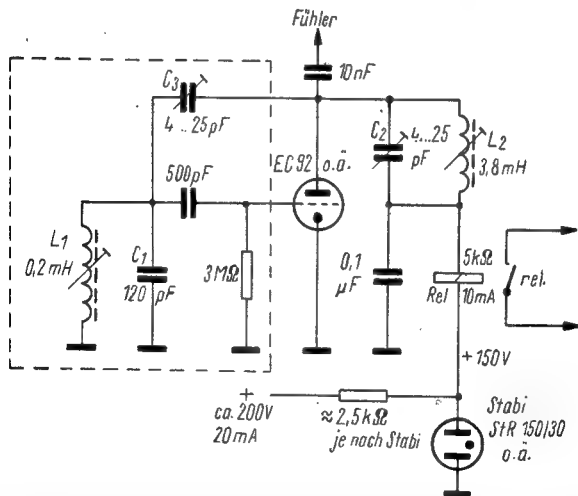 Fühler
10nF
C3
4 .. 25pF
500pF
EC 92 o.ä.
C2
4...25
pF
L2
3,8mH
L1
0,2mH
C1
120 pF
3MΩ
0,1
µF
5kΩ
Rel 10mA
rel.
+150V
+
ca. 200V
20mA
≈2,5kΩ
je nach Stabi
Stabi
StR 150/30
o.ä.